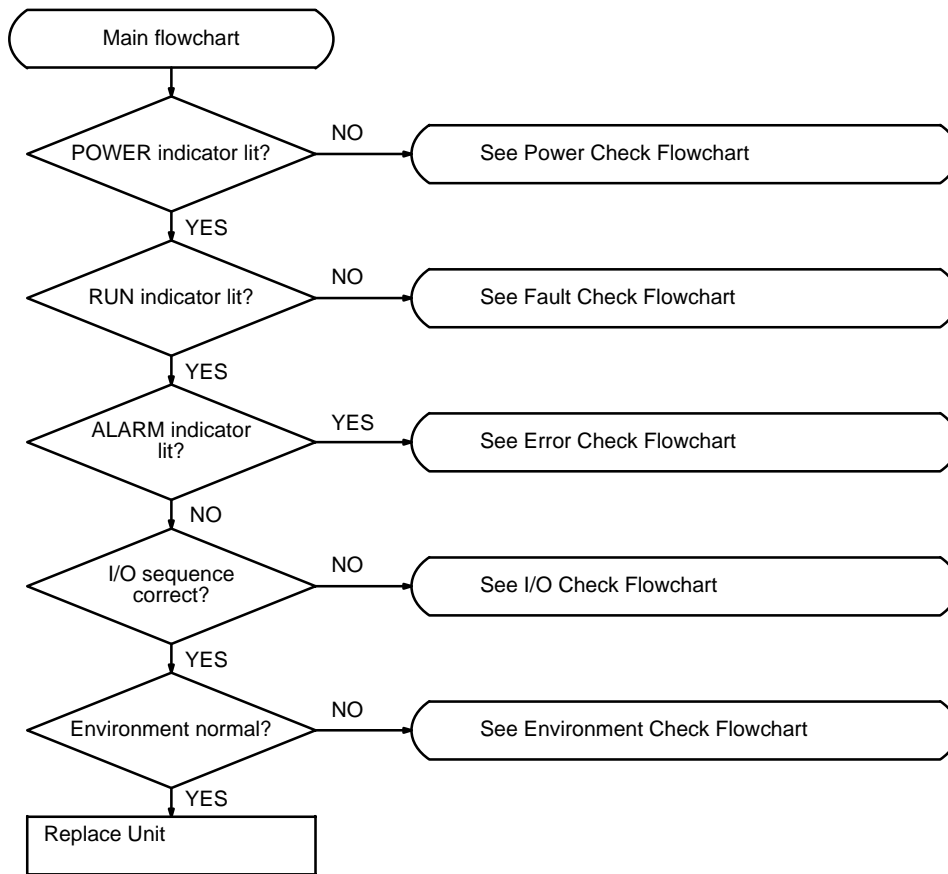 Main flowchart
POWER indicator lit?
NO
See Power Check Flowchart
YES
RUN indicator lit?
NO
See Fault Check Flowchart
YES
ALARM indicator
lit?
YES
See Error Check Flowchart
NO
I/O sequence
correct?
NO
See I/O Check Flowchart
YES
Environment normal?
NO
See Environment Check Flowchart
YES
Replace Unit